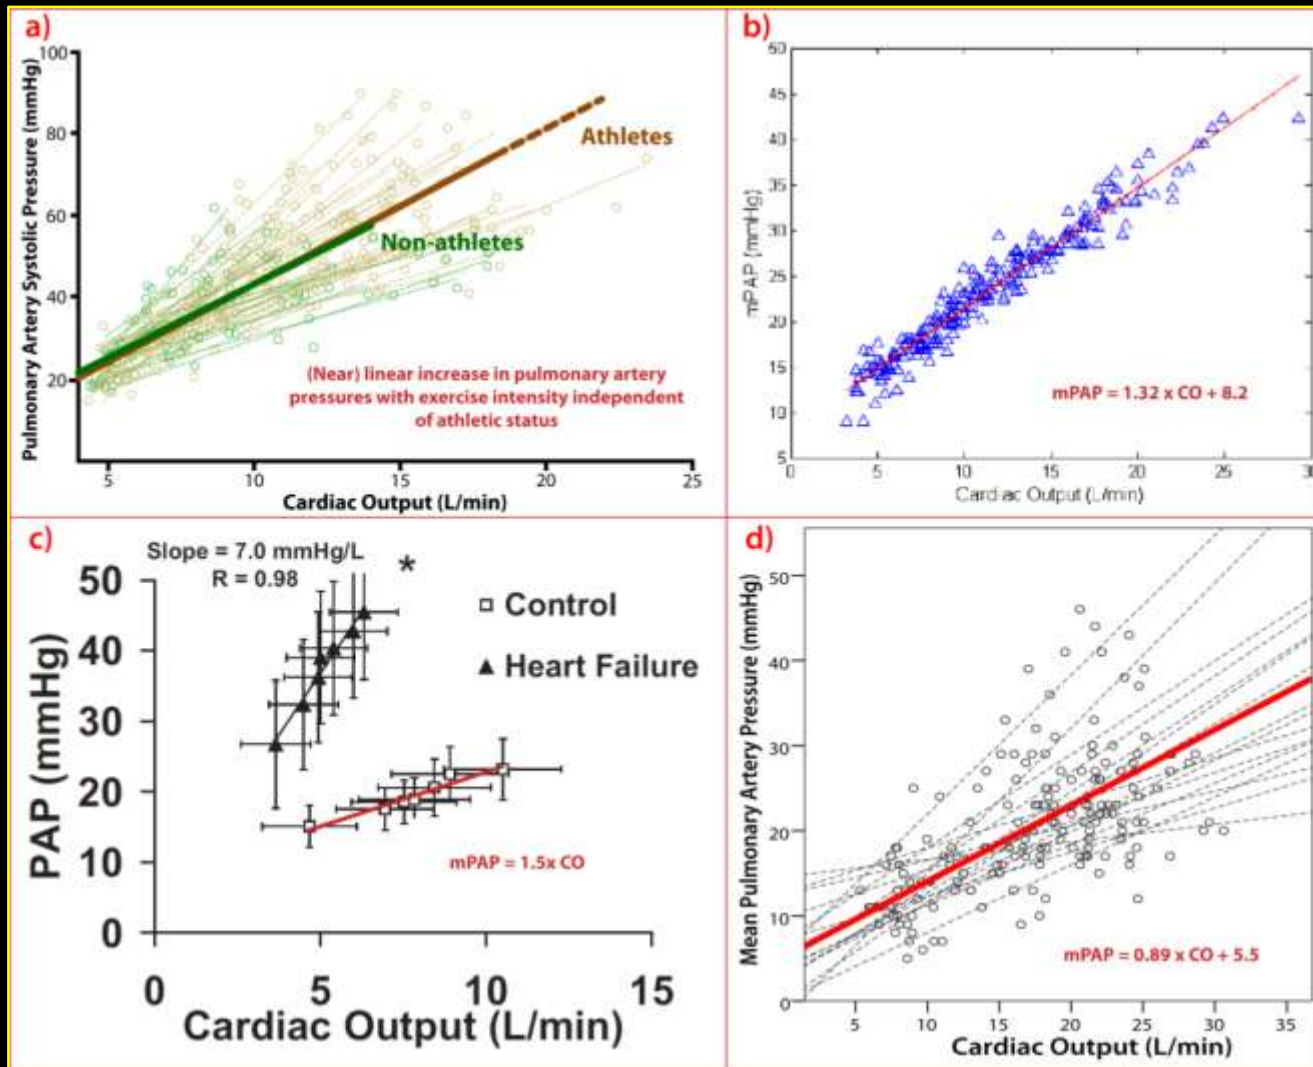 a)
Pulmonary Artery Systolic Pressure (mmHg)
100
80
60
40
20
Athletes
Non-athletes
(Near) linear increase in pulmonary artery
pressures with exercise intensity independent
of athletic status
5
10
15
20
25
Cardiac Output (L/min)
b)
mPAP (mmHg)
50
45
40
35
30
25
20
15
10
5
mPAP = 1.32 x CO + 8.2
0
5
10
15
20
25
30
Cardiac Output (L/min)
c)
Slope = 7.0 mmHg/L
R = 0.98
*
Control
Heart Failure
PAP (mmHg)
50
40
30
20
10
0
mPAP = 1.5x CO
0
5
10
15
Cardiac Output (L/min)
d)
Mean Pulmonary Artery Pressure (mmHg)
50
40
30
20
10
0
mPAP = 0.89 x CO + 5.5
5
10
15
20
25
30
35
Cardiac Output (L/min)